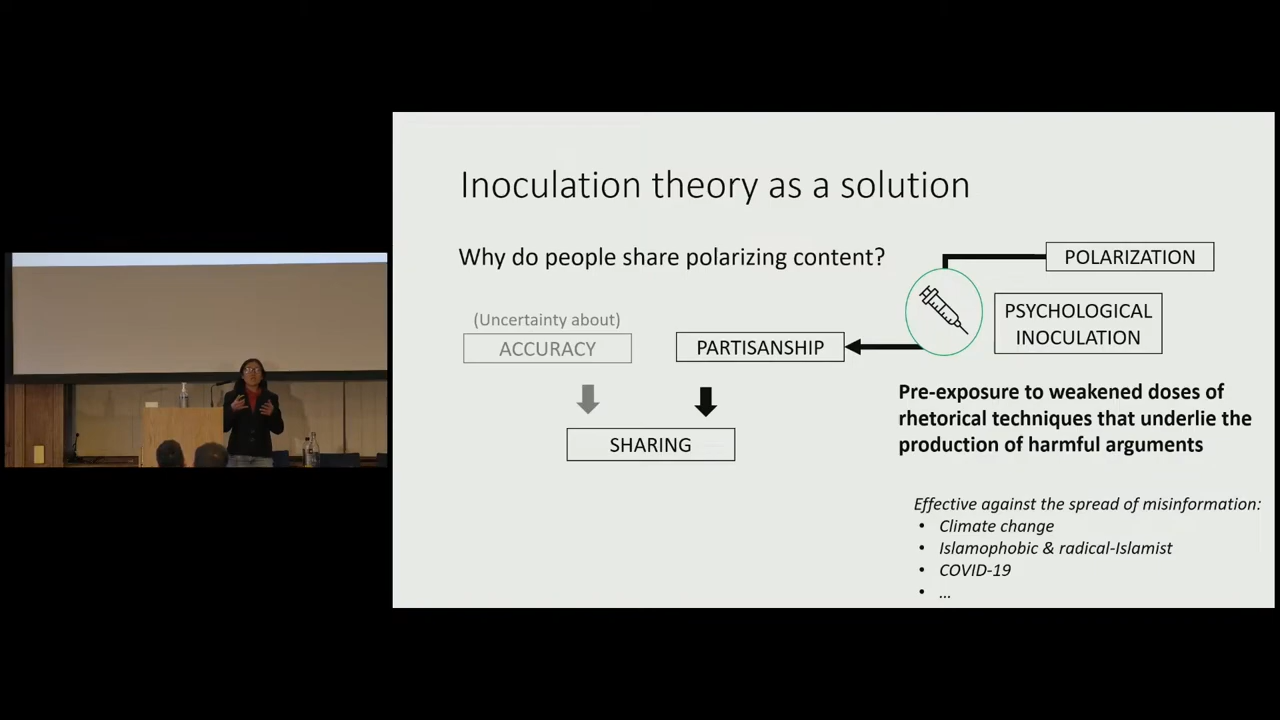 Inoculation theory as a solution
Why do people share polarizing content?
POLARIZATION
(Uncertainty about)
ACCURACY
PARTISANSHIP
PSYCHOLOGICAL
INOCULATION
SHARING
Pre-exposure to weakened doses of
rhetorical techniques that underlie the
production of harmful arguments
Effective against the spread of misinformation:
• Climate change
• Islamophobic & radical-Islamist
• COVID-19
• ...